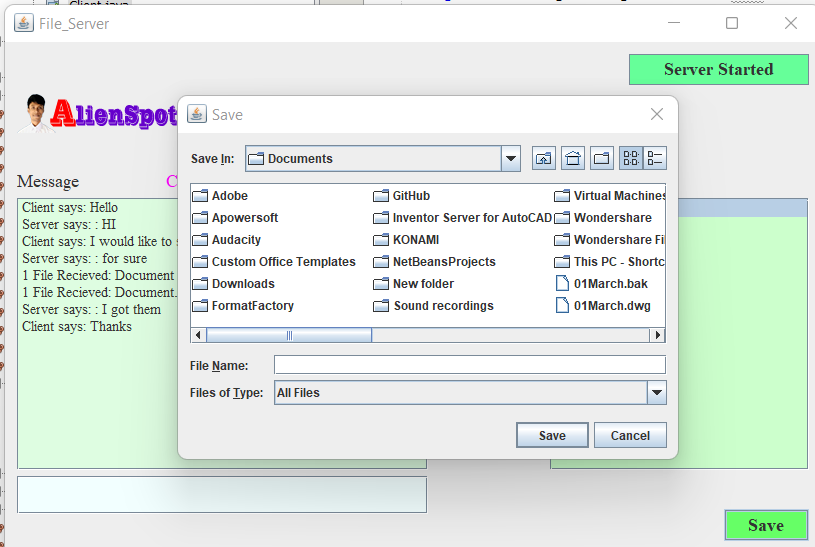 Client.java
File_Server
Server Started
AlienSpot
Message
C
Client says: Hello
Server says: : HI
Client says: I would like to s
Server says: : for sure
1 File Recieved: Document
1 File Recieved: Document.
Server says: : I got them
Client says: Thanks
Save
Save In:
Documents
Adobe
GitHub
Virtual Machines
Apowersoft
Inventor Server for AutoCAD
Wondershare
Audacity
KONAMI
Wondershare Fi
Custom Office Templates
NetBeansProjects
This PC - Shortc
Downloads
New folder
01March.bak
FormatFactory
Sound recordings
01March.dwg
File Name:
Files of Type:
All Files
Save
Cancel
Save